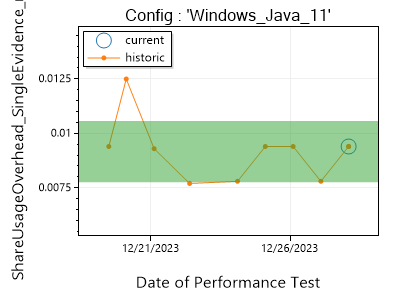 Config : 'Windows_Java_11'
current
historic
0.0125
0.01
0.0075
ShareUsageOverhead_SingleEvidence_
12/21/2023
12/26/2023
Date of Performance Test